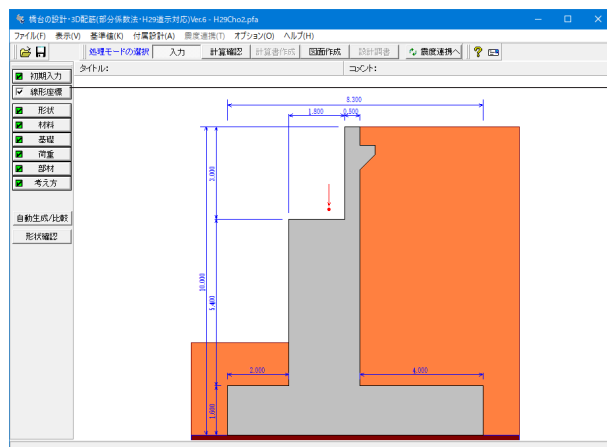 橋台の設計・3D配筋(部分係数法・H29道示対応)Ver.6 - H29Cho2.pfa
ファイル(F) 表示(V) 基準値(K) 付属設計(A) 震度連携(T) オプション(O) ヘルプ(H)
処理モードの選択 入力 計算確認 計算書作成 図面作成 設計調書 震度連携へ
タイトル: コメント:
初期入力
線形座標
形状
材料
基礎
荷重
部材
考え方
自動生成/比較
形状確認
8.300
1.800 0.500
3.000
10.000
5.400
2.000 4.000
1.600